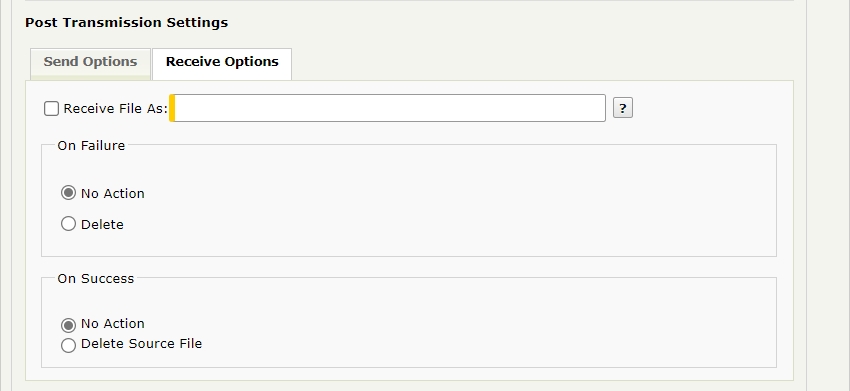 Post Transmission Settings
Send Options
Receive Options
Receive File As:
?
On Failure
No Action
Delete
On Success
No Action
Delete Source File